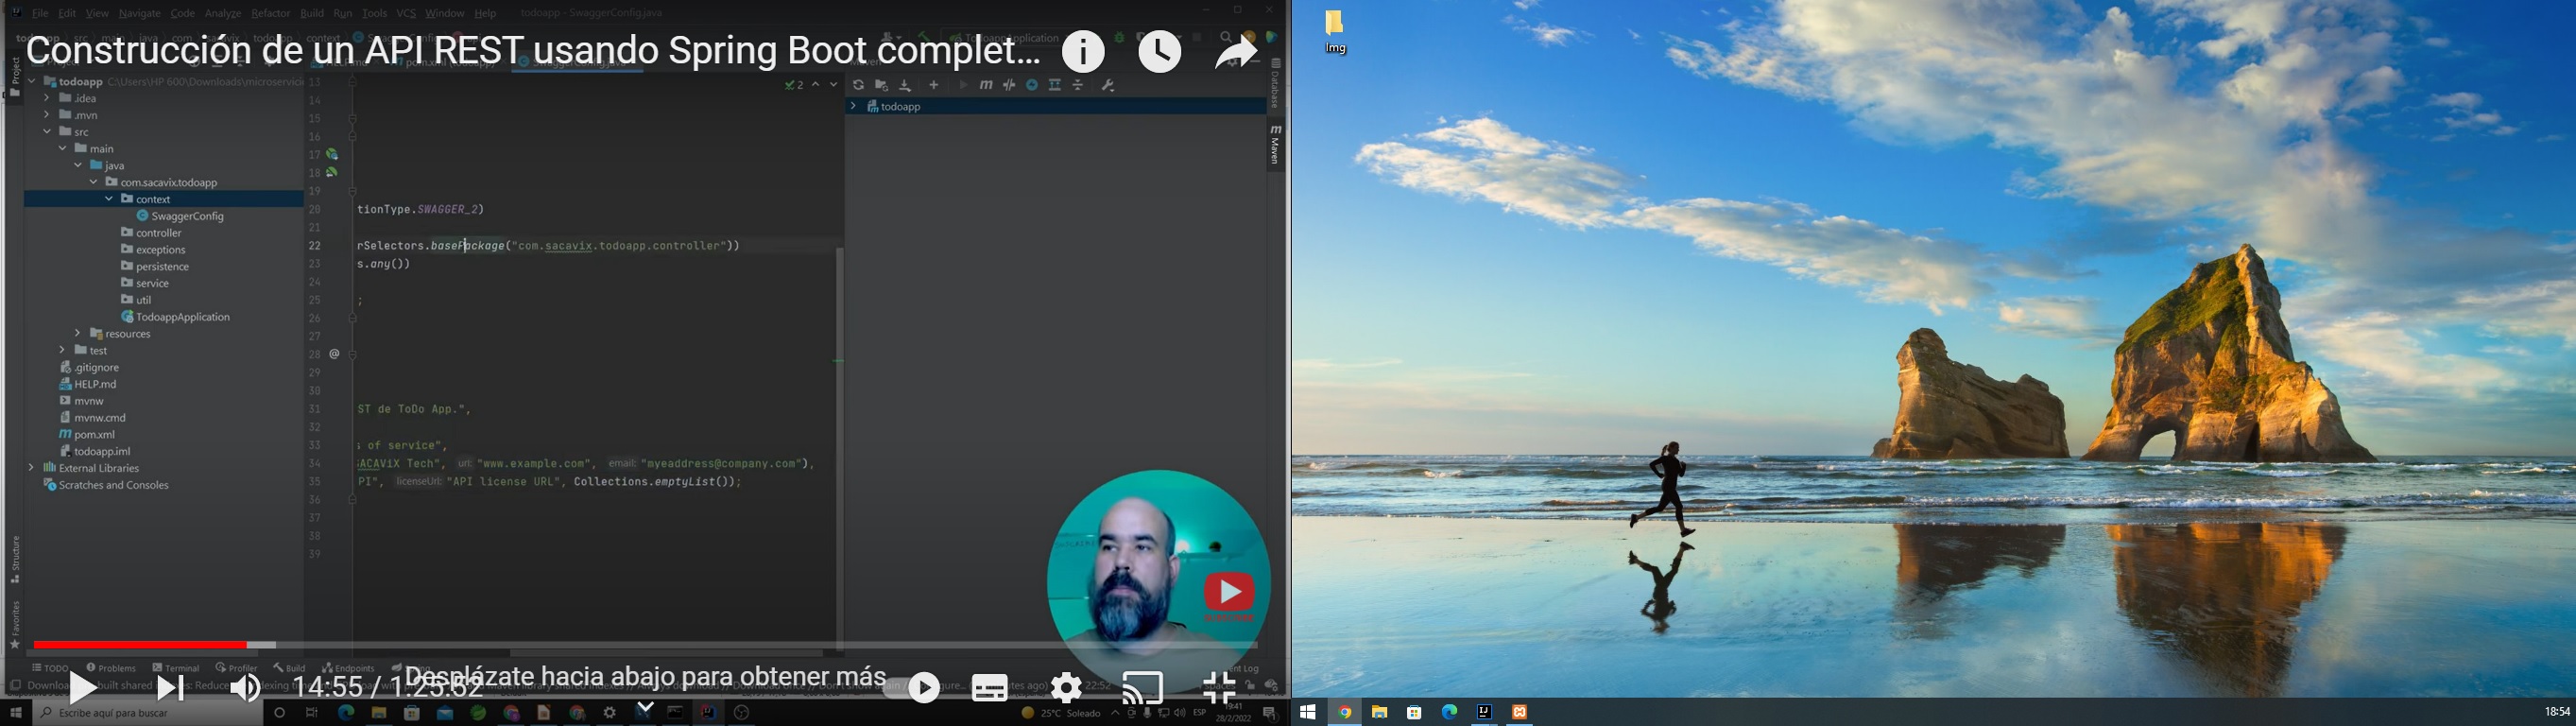 File Edit View Navigate Code Analyze Refactor Build Run Tools VCS Window Help todoapp - SwaggerConfig.java
Construcción de un API REST usando Spring Boot complet...
Project
todoapp C:\Users\HP 600\Downloads\microservici
.idea
.mvn
src
main
java
com.sacavix.todoapp
context
SwaggerConfig
controller
exceptions
persistence
service
util
TodoappApplication
resources
test
.gitignore
HELP.md
mvnw
mvnw.cmd
pom.xml
todoapp.iml
External Libraries
Scratches and Consoles
Structure
Favorites
13
14
15
16
17
18
19
20 tionType.SWAGGER_2)
21
22 rSelectors.basePackage("com.sacavix.todoapp.controller"))
23 s.any())
24
25 ;
26
27
28 @
29
30
31 ST de ToDo App.",
32
33 s of service",
34 SACAViX Tech", url: "www.example.com", email: "myeaddress@company.com"),
35 PI", licenseUrl: "API license URL", Collections.emptyList());
36
37
38
39
2
todoapp
Database
Maven
TODO Problems Terminal Profiler Build Endpoints
Desplázate hacia abajo para obtener más
14:55 / 1:25:52
22:52
Escribe aquí para buscar
25°C Soleado
ESP
19:41
28/2/2022
Img
18:54